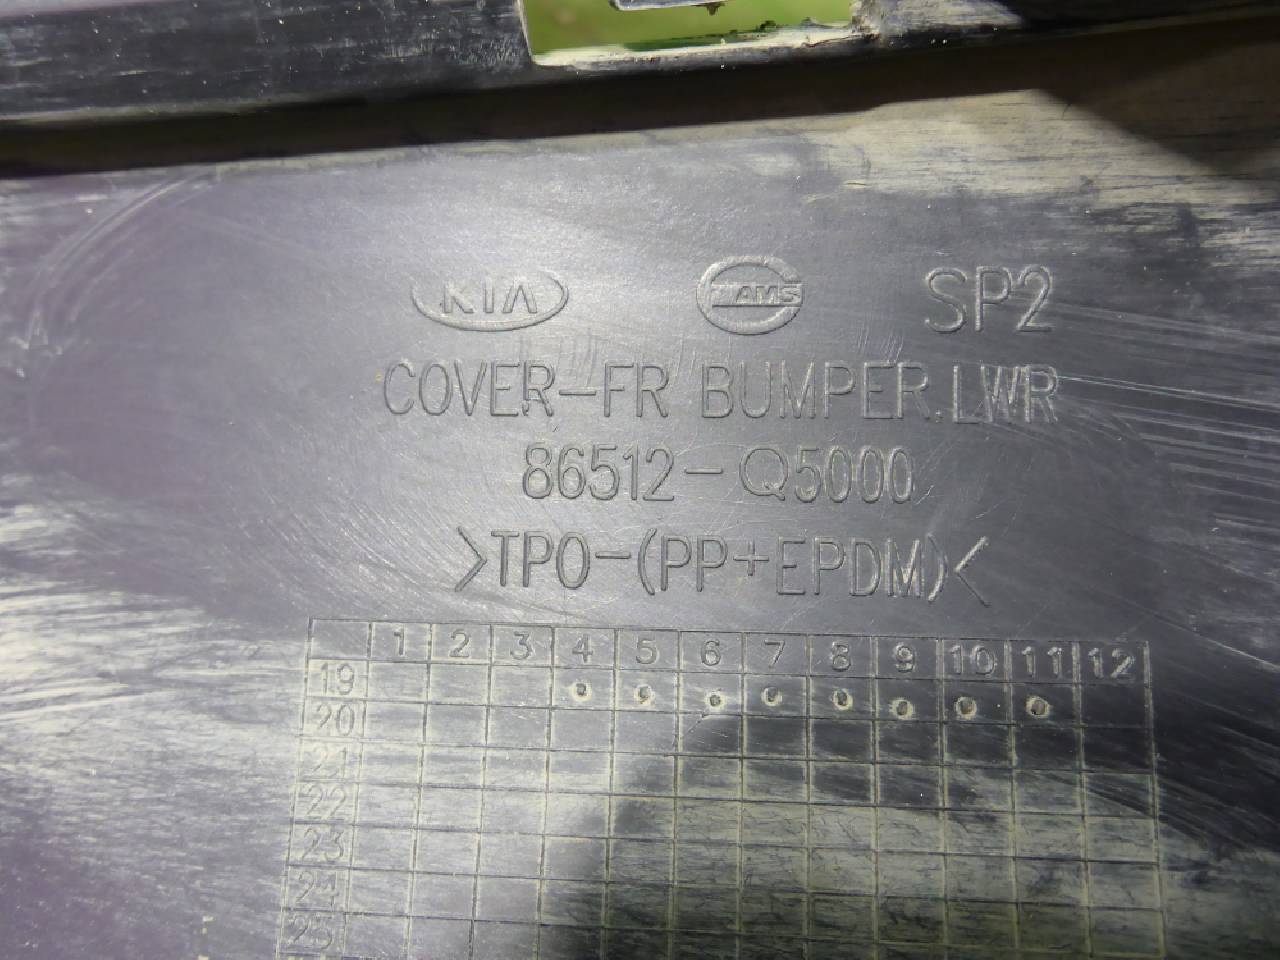 KIA SP2
COVER-FR BUMPER.LWR
86512-Q5000
>TPO-(PP+EPDM)<
1 2 3 4 5 6 7 8 9 10 11 12
19
20
21
22
23
24
25